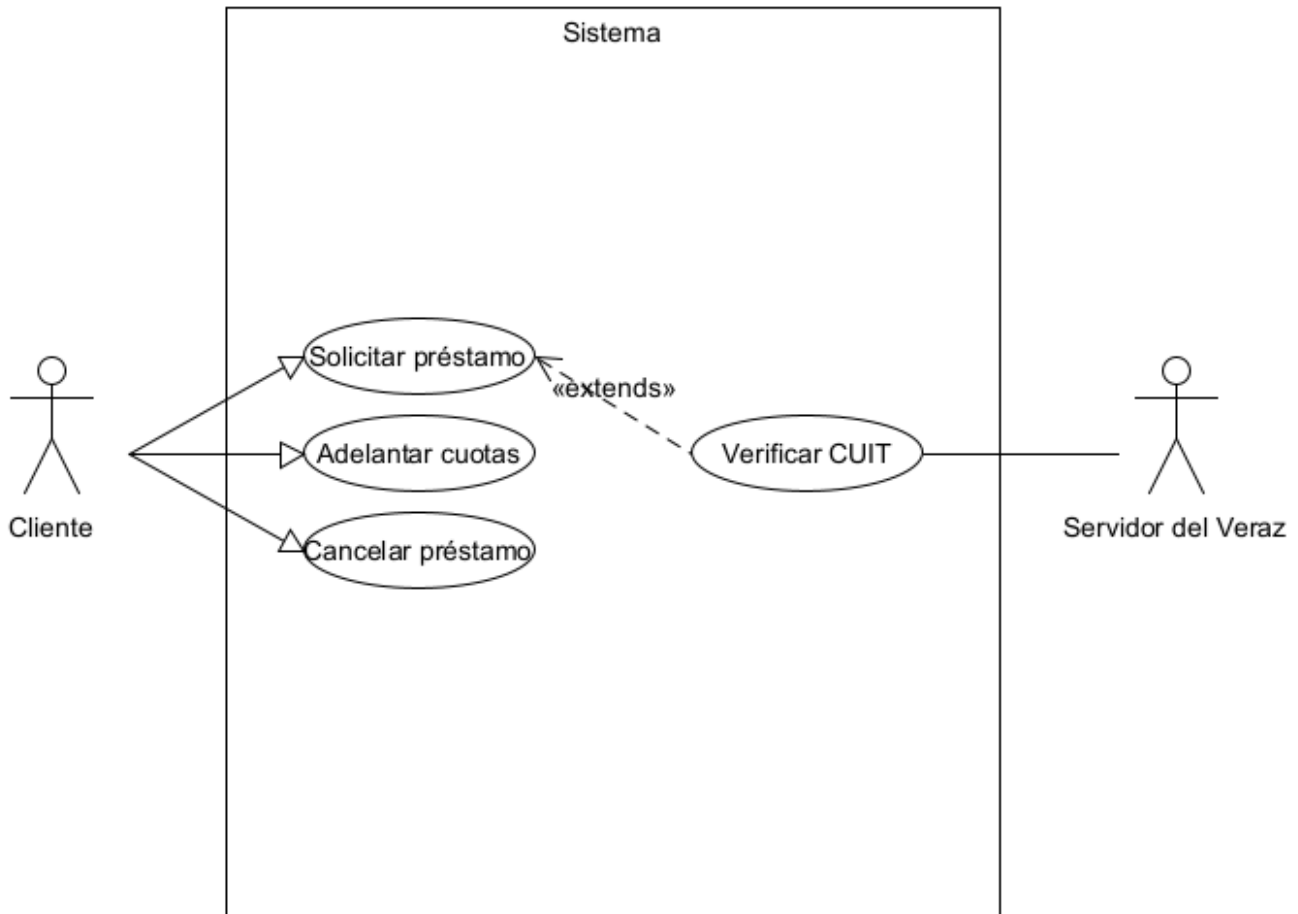 Sistema
Solicitar préstamo
«extends»
Adelantar cuotas
Verificar CUIT
Cliente
Servidor del Veraz
Cancelar préstamo